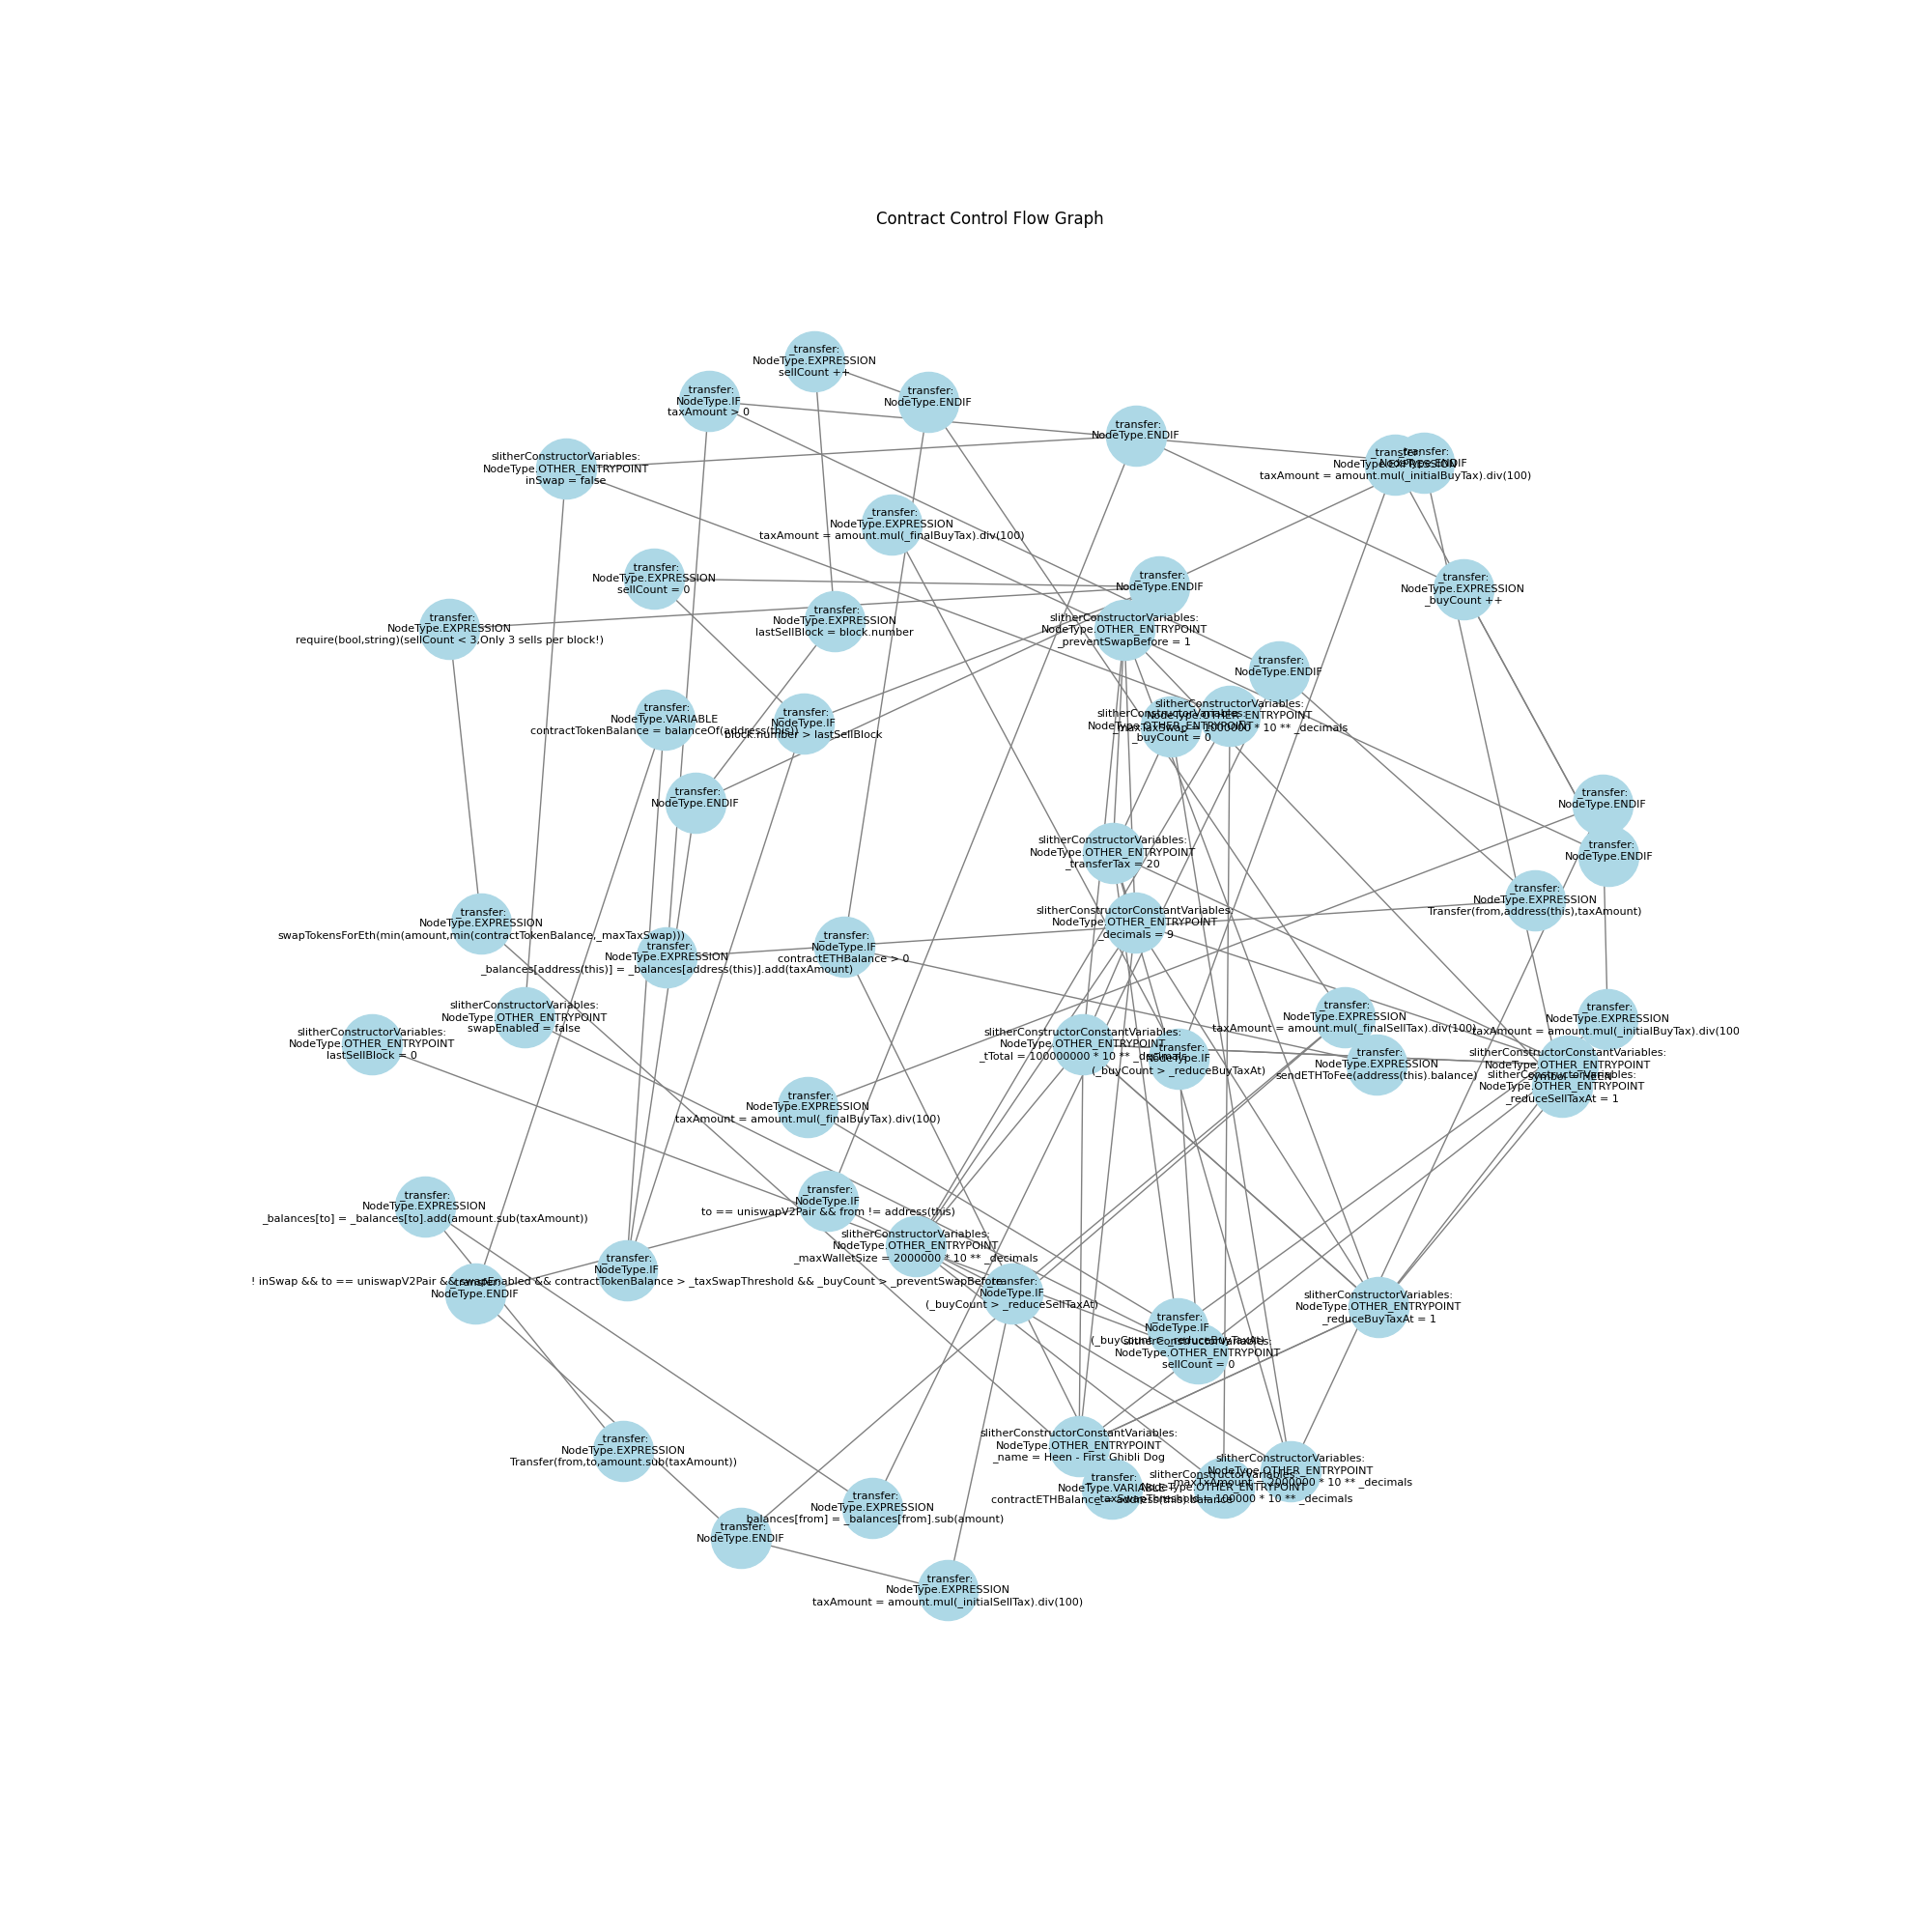 Contract Control Flow Graph
_transfer:
NodeType.EXPRESSION
sellCount ++
_transfer:
NodeType.IF
taxAmount > 0
_transfer:
NodeType.ENDIF
_transfer:
NodeType.ENDIF
slitherConstructorVariables:
NodeType.OTHER_ENTRYPOINT
inSwap = false
_transfer:
NodeType.EXPRESSION
taxAmount = amount.mul(_initialBuyTax).div(100)
_transfer:
NodeType.ENDIF
_transfer:
NodeType.EXPRESSION
taxAmount = amount.mul(_finalBuyTax).div(100)
_transfer:
NodeType.EXPRESSION
sellCount = 0
_transfer:
NodeType.ENDIF
_transfer:
NodeType.EXPRESSION
_buyCount ++
_transfer:
NodeType.EXPRESSION
require(bool,string)(sellCount < 3,Only 3 sells per block!)
_transfer:
NodeType.EXPRESSION
lastSellBlock = block.number
slitherConstructorVariables:
NodeType.OTHER_ENTRYPOINT
_preventSwapBefore = 1
_transfer:
NodeType.ENDIF
_transfer:
NodeType.VARIABLE
contractTokenBalance = balanceOf(address(this))
_transfer:
NodeType.IF
block.number > lastSellBlock
slitherConstructorVariables:
NodeType.OTHER_ENTRYPOINT
_buyCount = 0
slitherConstructorVariables:
NodeType.OTHER_ENTRYPOINT
_maxTaxSwap = 1000000 * 10 ** _decimals
_transfer:
NodeType.ENDIF
_transfer:
NodeType.ENDIF
_transfer:
NodeType.ENDIF
slitherConstructorVariables:
NodeType.OTHER_ENTRYPOINT
_transferTax = 20
_transfer:
NodeType.EXPRESSION
Transfer(from,address(this),taxAmount)
slitherConstructorConstantVariables:
NodeType.OTHER_ENTRYPOINT
_decimals = 9
_transfer:
NodeType.EXPRESSION
swapTokensForEth(min(amount,min(contractTokenBalance,_maxTaxSwap)))
_transfer:
NodeType.IF
contractETHBalance > 0
_transfer:
NodeType.EXPRESSION
_balances[address(this)] = _balances[address(this)].add(taxAmount)
slitherConstructorVariables:
NodeType.OTHER_ENTRYPOINT
swapEnabled = false
slitherConstructorVariables:
NodeType.OTHER_ENTRYPOINT
lastSellBlock = 0
_transfer:
NodeType.EXPRESSION
taxAmount = amount.mul(_finalSellTax).div(100)
_transfer:
NodeType.EXPRESSION
taxAmount = amount.mul(_initialBuyTax).div(100
slitherConstructorConstantVariables:
NodeType.OTHER_ENTRYPOINT
_tTotal = 100000000 * 10 ** _decimals
_transfer:
NodeType.IF
(_buyCount > _reduceBuyTaxAt)
_transfer:
NodeType.EXPRESSION
sendETHToFee(address(this).balance)
slitherConstructorConstantVariables:
NodeType.OTHER_ENTRYPOINT
_symbol = HEEN
slitherConstructorVariables:
NodeType.OTHER_ENTRYPOINT
_reduceSellTaxAt = 1
_transfer:
NodeType.EXPRESSION
taxAmount = amount.mul(_finalBuyTax).div(100)
_transfer:
NodeType.EXPRESSION
_balances[to] = _balances[to].add(amount.sub(taxAmount))
_transfer:
NodeType.IF
to == uniswapV2Pair && from != address(this)
slitherConstructorVariables:
NodeType.OTHER_ENTRYPOINT
_maxWalletSize = 2000000 * 10 ** _decimals
_transfer:
NodeType.IF
! inSwap && to == uniswapV2Pair && swapEnabled && contractTokenBalance > _taxSwapThreshold && _buyCount > _preventSwapBefore
_transfer:
NodeType.ENDIF
_transfer:
NodeType.IF
(_buyCount > _reduceSellTaxAt)
slitherConstructorVariables:
NodeType.OTHER_ENTRYPOINT
_reduceBuyTaxAt = 1
_transfer:
NodeType.IF
(_buyCount > _reduceBuyTaxAt)
slitherConstructorVariables:
NodeType.OTHER_ENTRYPOINT
sellCount = 0
_transfer:
NodeType.EXPRESSION
Transfer(from,to,amount.sub(taxAmount))
slitherConstructorConstantVariables:
NodeType.OTHER_ENTRYPOINT
_name = Heen - First Ghibli Dog
slitherConstructorVariables:
NodeType.OTHER_ENTRYPOINT
_maxTxAmount = 2000000 * 10 ** _decimals
_transfer:
NodeType.VARIABLE
contractETHBalance = address(this).balance
slitherConstructorVariables:
NodeType.OTHER_ENTRYPOINT
_taxSwapThreshold = 100000 * 10 ** _decimals
_transfer:
NodeType.EXPRESSION
_balances[from] = _balances[from].sub(amount)
_transfer:
NodeType.ENDIF
_transfer:
NodeType.EXPRESSION
taxAmount = amount.mul(_initialSellTax).div(100)